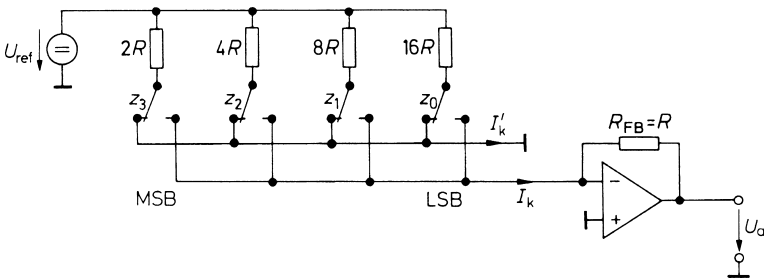 U_ref
2R
4R
8R
16R
z_3
z_2
z_1
z_0
I'_k
R_FB = R
MSB
LSB
I_k
−
+
U_a
=